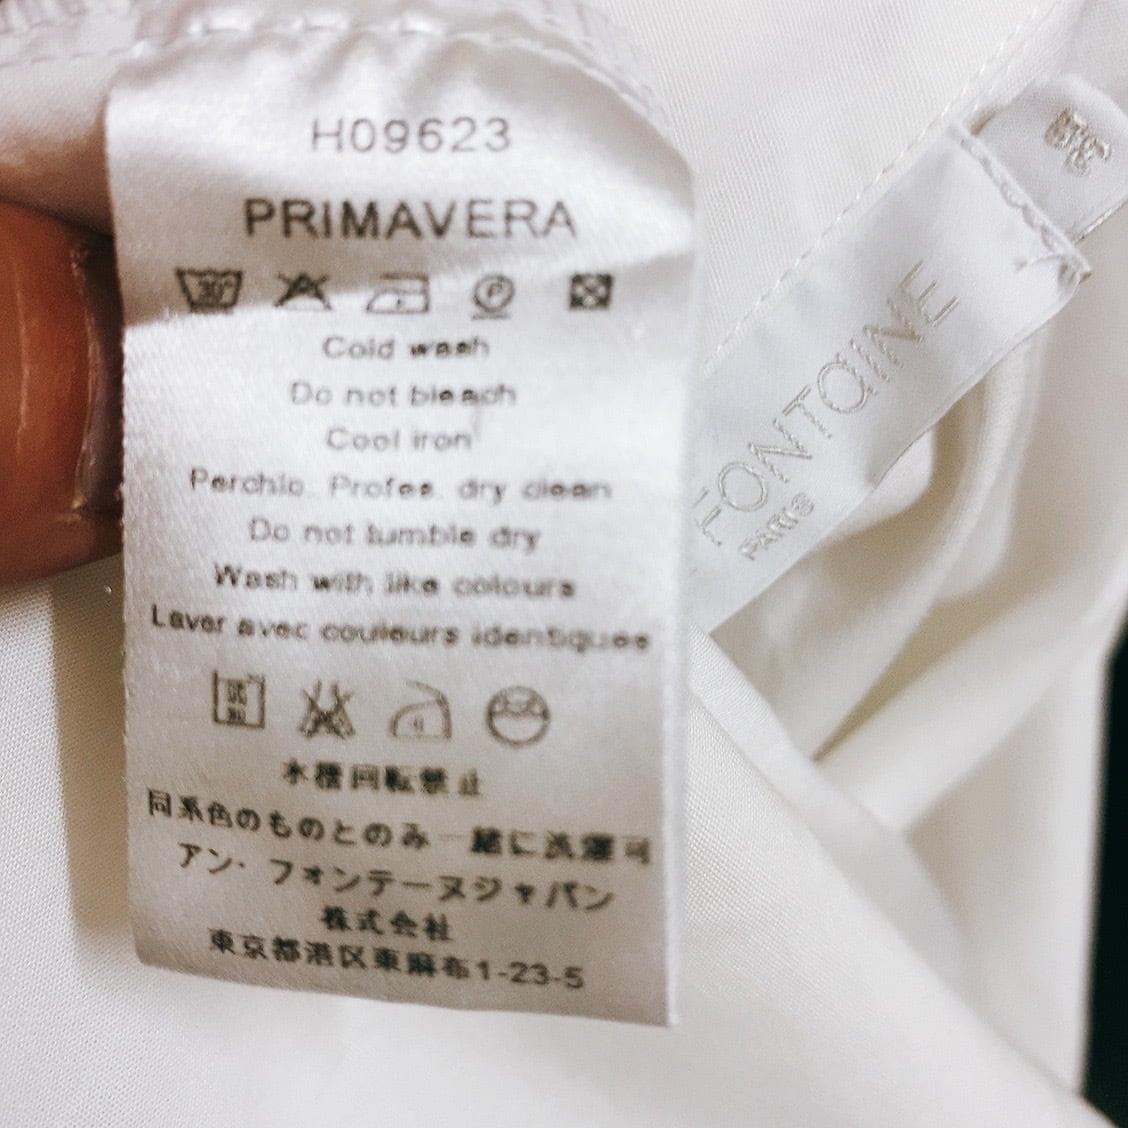 H09623
PRIMAVERA
30°
P
Cold wash
Do not bleach
Cool iron
Perchlo. Profes. dry clean
Do not tumble dry
Wash with like colours
Laver avec couleurs identiques
水槽回転禁止
同系色のものとのみ一緒に洗濯可
アン・フォンテーヌジャパン
株式会社
東京都港区東麻布1-23-5
FONTaINE
PARIS